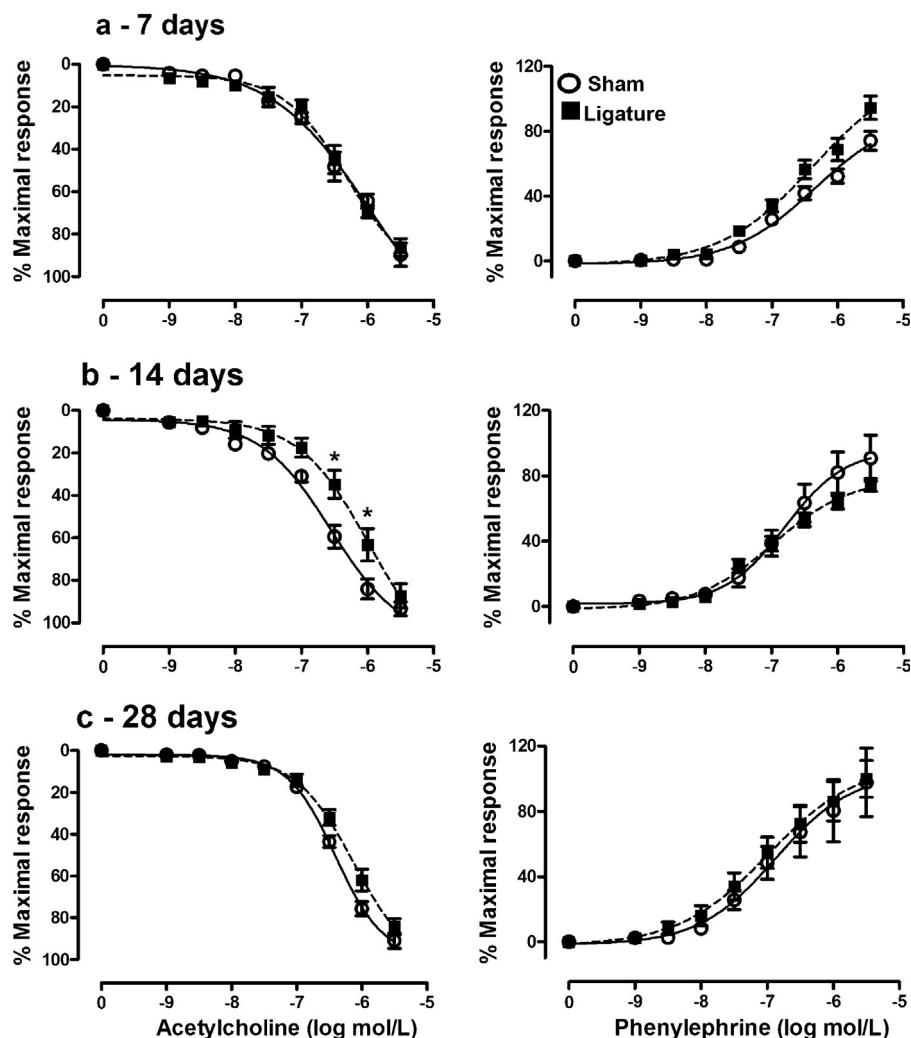 a - 7 days
% Maximal response
0
20
40
60
80
100
0 -9 -8 -7 -6 -5
% Maximal response
120
80
40
0
Sham
Ligature
0 -9 -8 -7 -6 -5
b - 14 days
% Maximal response
0
20
40
60
80
100
*
*
0 -9 -8 -7 -6 -5
% Maximal response
120
80
40
0
0 -9 -8 -7 -6 -5
c - 28 days
% Maximal response
0
20
40
60
80
100
0 -9 -8 -7 -6 -5
Acetylcholine (log mol/L)
% Maximal response
120
80
40
0
0 -9 -8 -7 -6 -5
Phenylephrine (log mol/L)